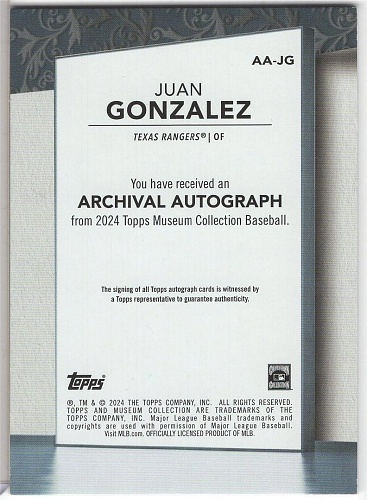 AA-JG
JUAN
GONZALEZ
TEXAS RANGERS® | OF
You have received an
ARCHIVAL AUTOGRAPH
from 2024 Topps Museum Collection Baseball.
The signing of all Topps autograph cards is witnessed by
a Topps representative to guarantee authenticity.
Topps
®, TM & © 2024 THE TOPPS COMPANY, INC. ALL RIGHTS RESERVED.
TOPPS AND MUSEUM COLLECTION ARE TRADEMARKS OF THE
TOPPS COMPANY, INC. Major League Baseball trademarks and
copyrights are used with permission of Major League Baseball.
Visit MLB.com. OFFICIALLY LICENSED PRODUCT OF MLB.